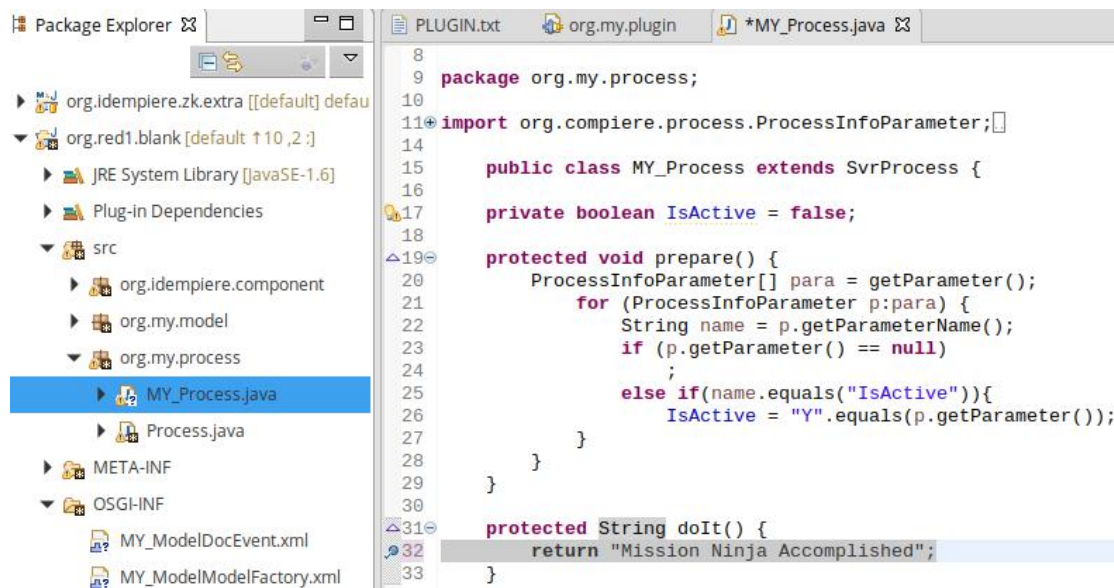 Package Explorer
org.idempiere.zk.extra [[default] defau
org.red1.blank [default ↑10 ,2 :]
JRE System Library [JavaSE-1.6]
Plug-in Dependencies
src
org.idempiere.component
org.my.model
org.my.process
MY_Process.java
Process.java
META-INF
OSGI-INF
MY_ModelDocEvent.xml
MY_ModelModelFactory.xml
PLUGIN.txt org.my.plugin *MY_Process.java
8
9 package org.my.process;
10
11 import org.compiere.process.ProcessInfoParameter;
14
15 public class MY_Process extends SvrProcess {
16
17 private boolean IsActive = false;
18
19 protected void prepare() {
20 ProcessInfoParameter[] para = getParameter();
21 for (ProcessInfoParameter p:para) {
22 String name = p.getParameterName();
23 if (p.getParameter() == null)
24 ;
25 else if(name.equals("IsActive")){
26 IsActive = "Y".equals(p.getParameter());
27 }
28 }
29 }
30
31 protected String doIt() {
32 return "Mission Ninja Accomplished";
33 }